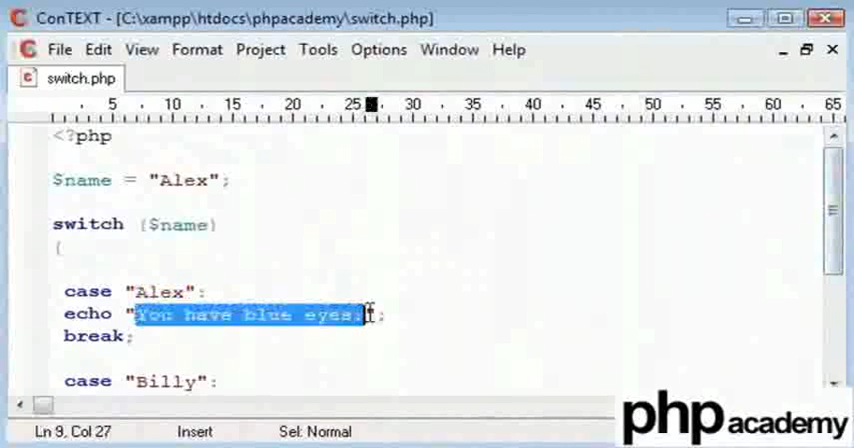 ConTEXT - [C:\xampp\htdocs\phpacademy\switch.php]
File Edit View Format Project Tools Options Window Help
switch.php
5 10 15 20 25 30 35 40 45 50 55 60 65
<?php
$name = "Alex";
switch ($name)
{
case "Alex":
echo "You have blue eyes.";
break;
case "Billy":
Ln 9, Col 27 Insert Sel: Normal
php academy